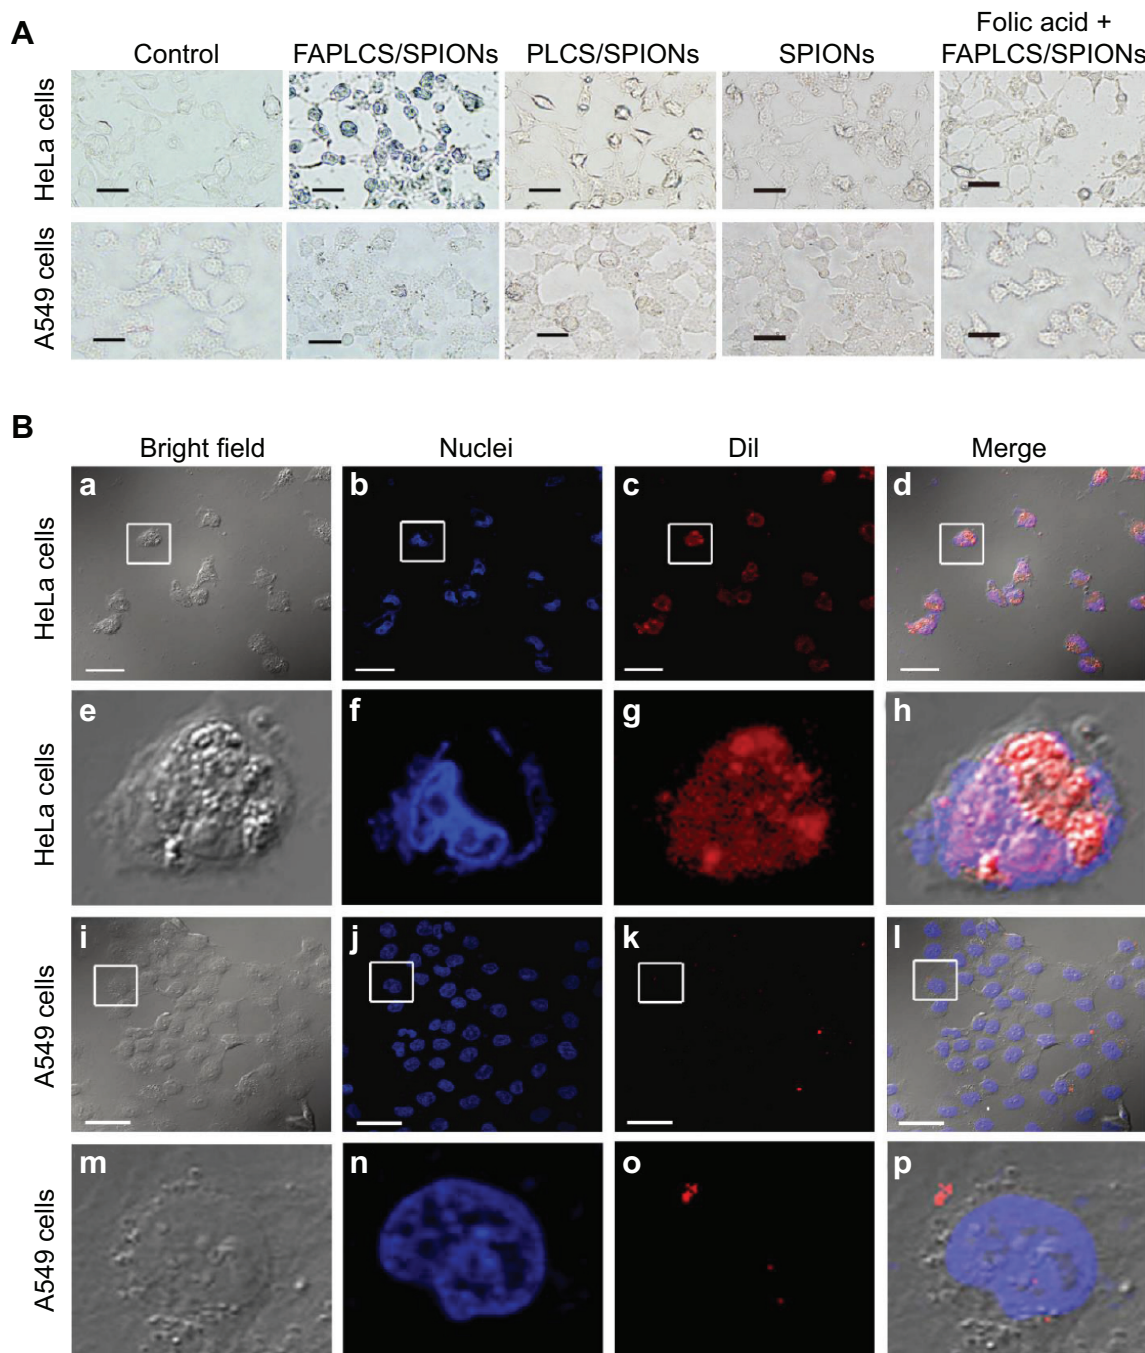 A
Control
FAPLCS/SPIONs
PLCS/SPIONs
SPIONs
Folic acid +
FAPLCS/SPIONs
HeLa cells
A549 cells
B
Bright field
Nuclei
Dil
Merge
HeLa cells
a
b
c
d
HeLa cells
e
f
g
h
A549 cells
i
j
k
l
A549 cells
m
n
o
p